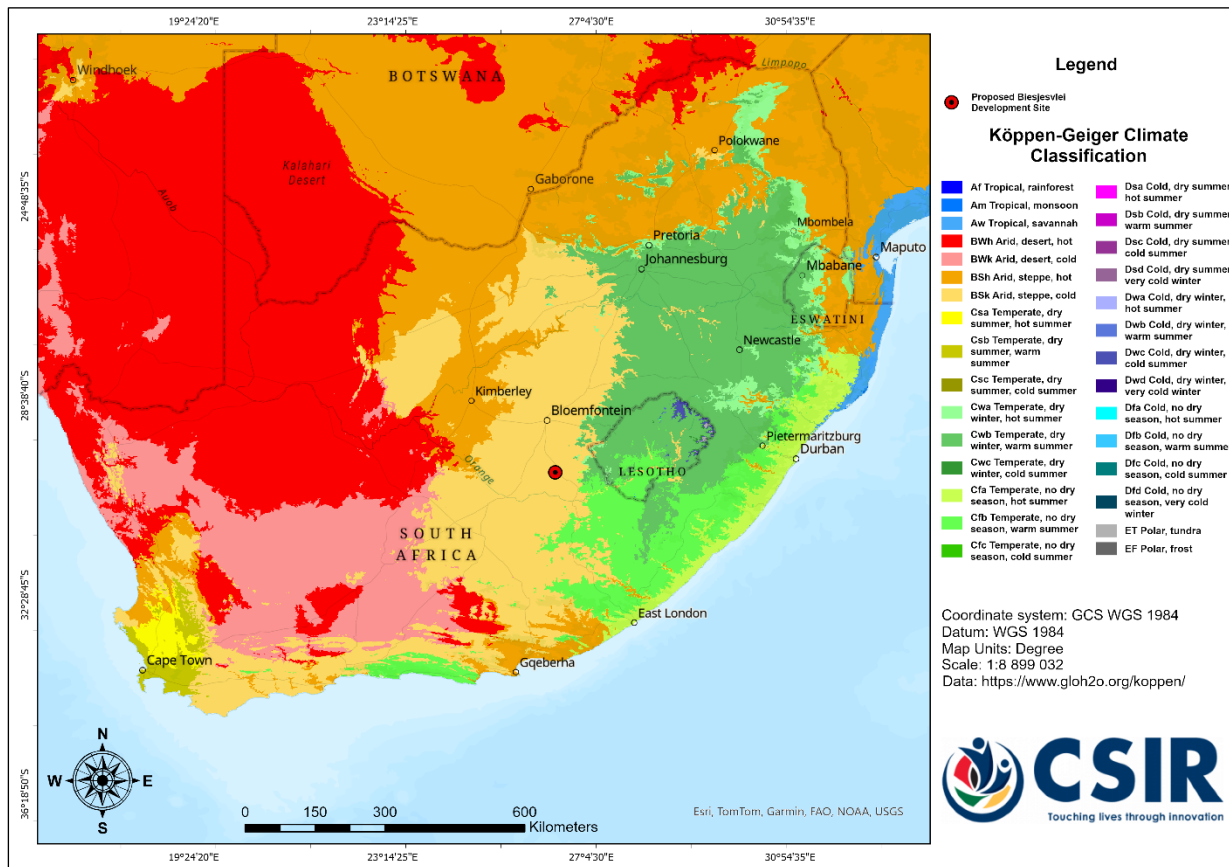 19°24'20"E
23°14'25"E
27°4'30"E
30°54'35"E
24°48'35"S
28°38'40"S
32°28'45"S
36°18'50"S
Windhoek
BOTSWANA
Limpopo
Polokwane
Kalahari
Desert
Gaborone
Auob
Mbombela
Pretoria
Maputo
Johannesburg
Mbabane
ESWATINI
Newcastle
Kimberley
Bloemfontein
Pietermaritzburg
Orange
LESOTHO
Durban
SOUTH
AFRICA
East London
Cape Town
Gqeberha
N
W E
S
0 150 300 600
Kilometers
Esri, TomTom, Garmin, FAO, NOAA, USGS
19°24'20"E
23°14'25"E
27°4'30"E
30°54'35"E
Legend
Proposed Biesjesvlei
Development Site
Köppen-Geiger Climate
Classification
Af Tropical, rainforest
Am Tropical, monsoon
Aw Tropical, savannah
BWh Arid, desert, hot
BWk Arid, desert, cold
BSh Arid, steppe, hot
BSk Arid, steppe, cold
Csa Temperate, dry
summer, hot summer
Csb Temperate, dry
summer, warm
summer
Csc Temperate, dry
summer, cold summer
Cwa Temperate, dry
winter, hot summer
Cwb Temperate, dry
winter, warm summer
Cwc Temperate, dry
winter, cold summer
Cfa Temperate, no dry
season, hot summer
Cfb Temperate, no dry
season, warm summer
Cfc Temperate, no dry
season, cold summer
Dsa Cold, dry summer,
hot summer
Dsb Cold, dry summer,
warm summer
Dsc Cold, dry summer,
cold summer
Dsd Cold, dry summer,
very cold winter
Dwa Cold, dry winter,
hot summer
Dwb Cold, dry winter,
warm summer
Dwc Cold, dry winter,
cold summer
Dwd Cold, dry winter,
very cold winter
Dfa Cold, no dry
season, hot summer
Dfb Cold, no dry
season, warm summer
Dfc Cold, no dry
season, cold summer
Dfd Cold, no dry
season, very cold
winter
ET Polar, tundra
EF Polar, frost
Coordinate system: GCS WGS 1984
Datum: WGS 1984
Map Units: Degree
Scale: 1:8 899 032
Data: https://www.gloh2o.org/koppen/
CSIR
Touching lives through innovation